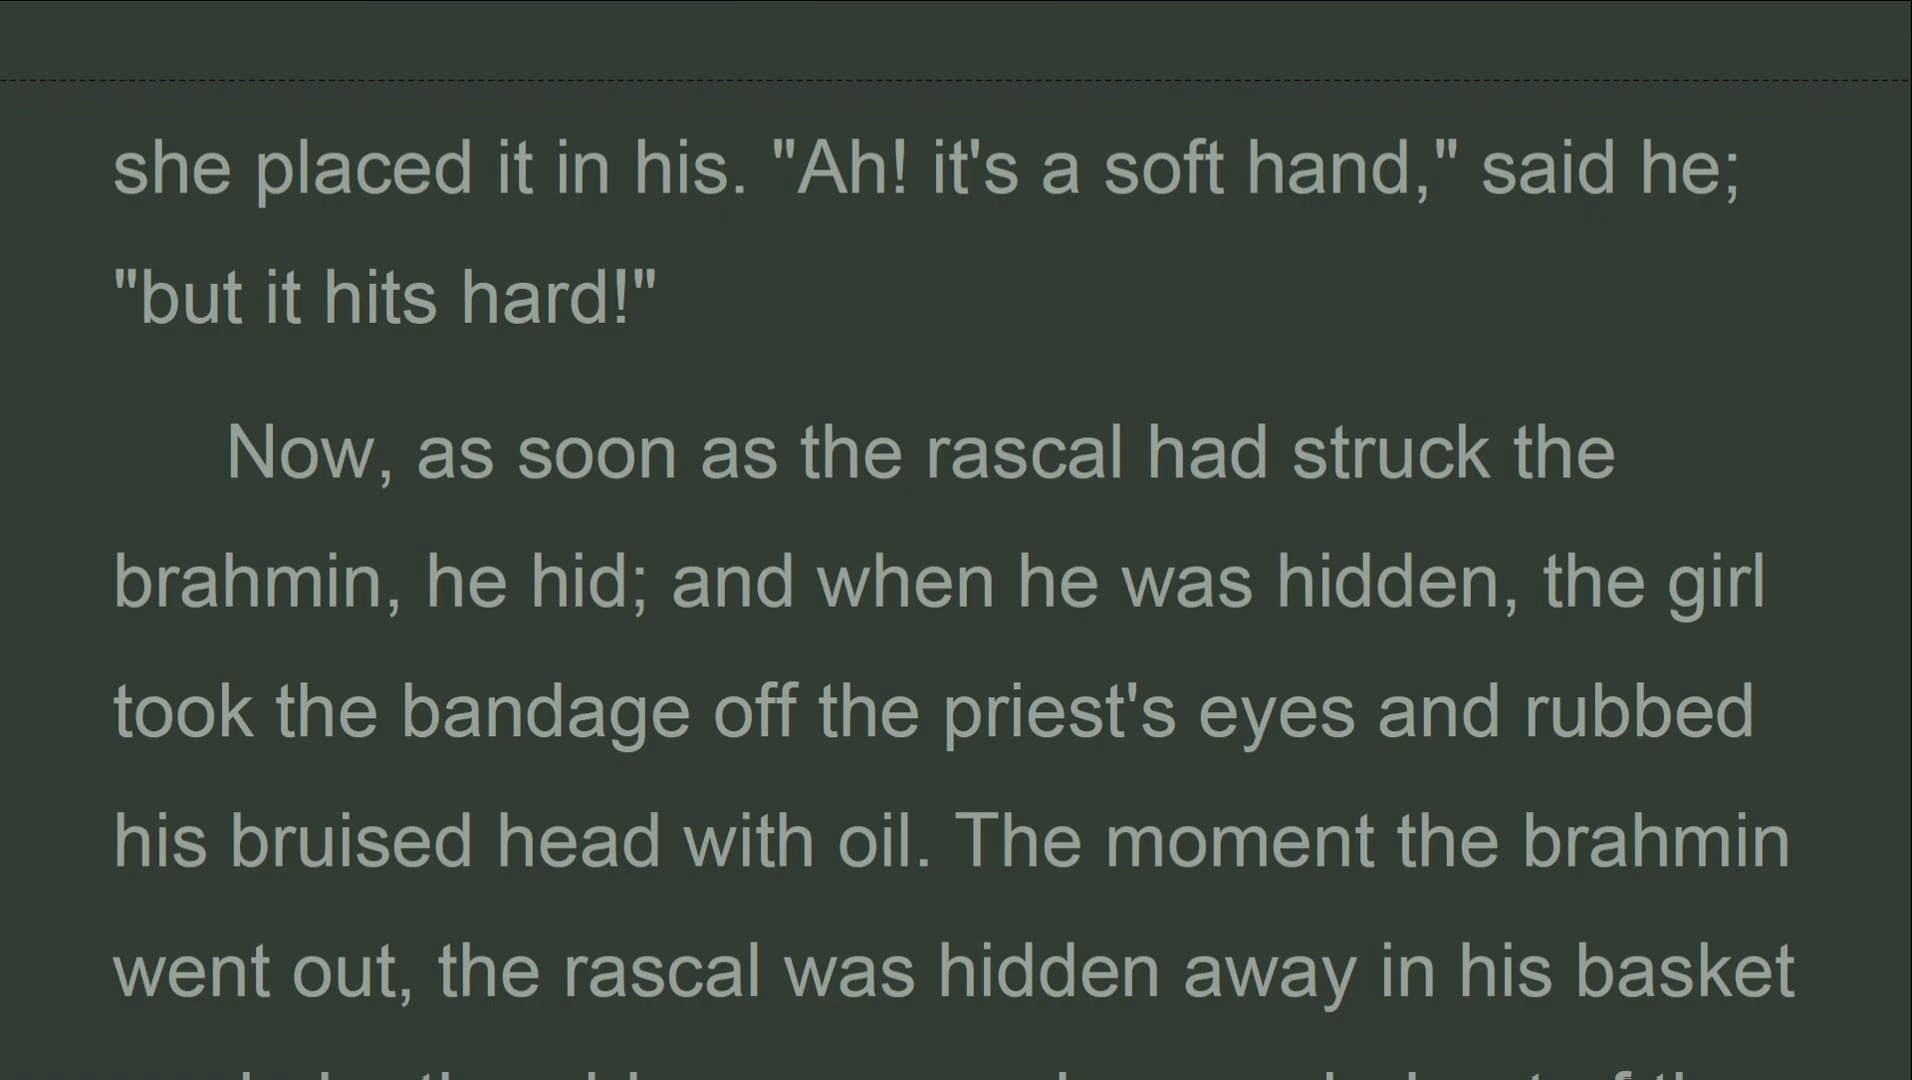 she placed it in his. "Ah! it's a soft hand," said he;
"but it hits hard!"
Now, as soon as the rascal had struck the
brahmin, he hid; and when he was hidden, the girl
took the bandage off the priest's eyes and rubbed
his bruised head with oil. The moment the brahmin
went out, the rascal was hidden away in his basket